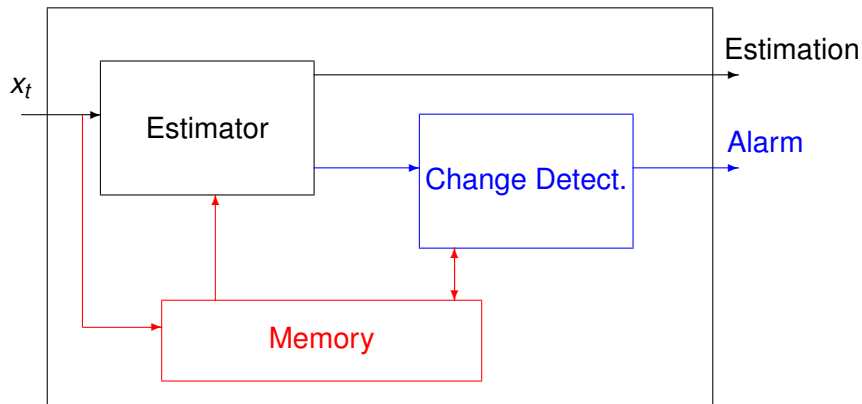 Estimation
x_t
Estimator
Alarm
Change Detect.
Memory